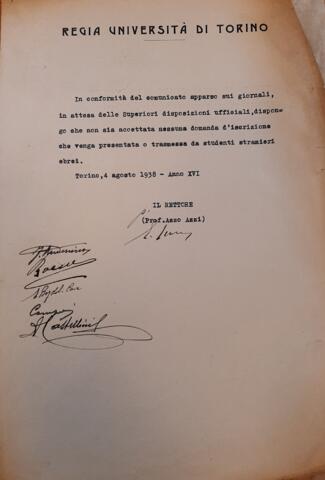 REGIA UNIVERSITÀ DI TORINO
In conformità del comunicato apparso sui giornali,
in attesa delle Superiori disposizioni ufficiali,dispon-
go che non sia accettata nessuna domanda d'iscrizione
che venga presentata o trasmessa da studenti stranieri
ebrei.
Torino,4 agosto 1938 - Anno XVI
IL RETTORE
(Prof.Azzo Azzi)